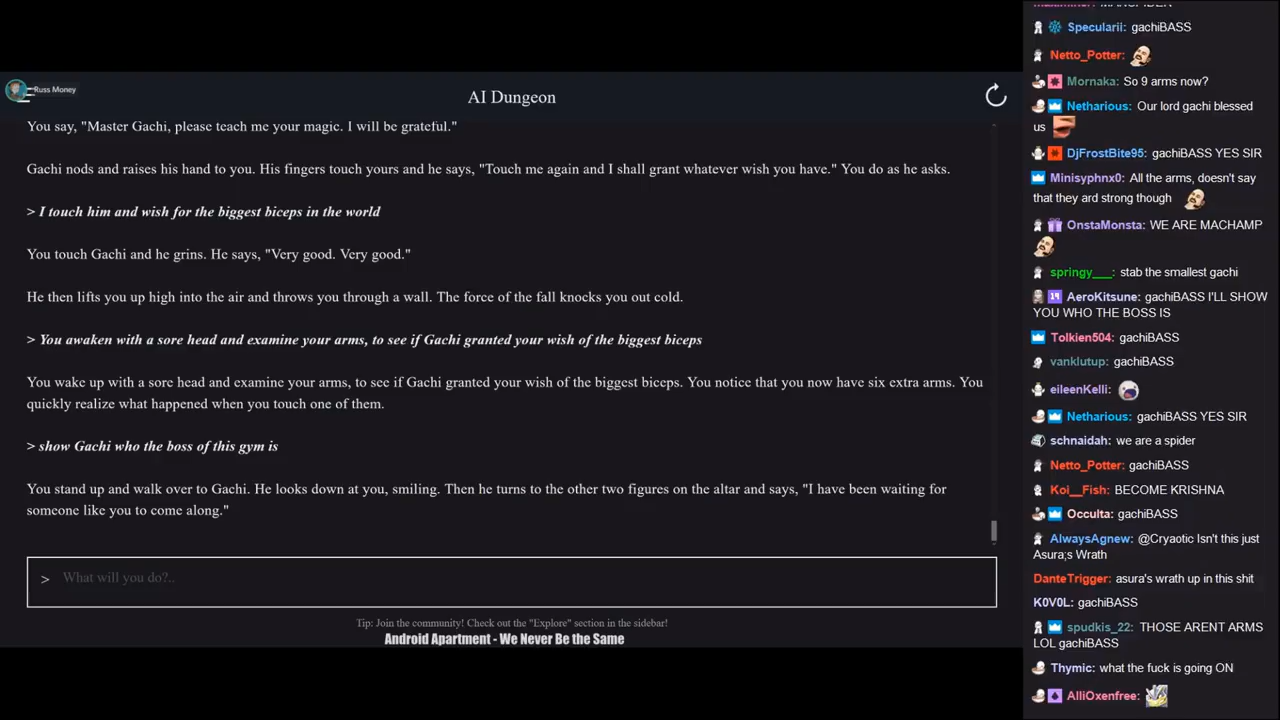 Russ Money
AI Dungeon
You say, "Master Gachi, please teach me your magic. I will be grateful."
Gachi nods and raises his hand to you. His fingers touch yours and he says, "Touch me again and I shall grant whatever wish you have." You do as he asks.
> I touch him and wish for the biggest biceps in the world
You touch Gachi and he grins. He says, "Very good. Very good."
He then lifts you up high into the air and throws you through a wall. The force of the fall knocks you out cold.
> You awaken with a sore head and examine your arms, to see if Gachi granted your wish of the biggest biceps
You wake up with a sore head and examine your arms, to see if Gachi granted your wish of the biggest biceps. You notice that you now have six extra arms. You
quickly realize what happened when you touch one of them.
> show Gachi who the boss of this gym is
You stand up and walk over to Gachi. He looks down at you, smiling. Then he turns to the other two figures on the altar and says, "I have been waiting for
someone like you to come along."
> What will you do?..
Tip: Join the community! Check out the "Explore" section in the sidebar!
Android Apartment - We Never Be the Same
Specularii: gachiBASS
Netto_Potter:
Mornaka: So 9 arms now?
Netharious: Our lord gachi blessed
us
DjFrostBite95: gachiBASS YES SIR
Minisyphnx0: All the arms, doesn't say
that they ard strong though
OnstaMonsta: WE ARE MACHAMP
springy___: stab the smallest gachi
14 AeroKitsune: gachiBASS I'LL SHOW
YOU WHO THE BOSS IS
Tolkien504: gachiBASS
vanklutup: gachiBASS
eileenKelli:
Netharious: gachiBASS YES SIR
schnaidah: we are a spider
Netto_Potter: gachiBASS
Koi__Fish: BECOME KRISHNA
Occulta: gachiBASS
AlwaysAgnew: @Cryaotic Isn't this just
Asura;s Wrath
DanteTrigger: asura's wrath up in this shit
K0V0L: gachiBASS
spudkis_22: THOSE ARENT ARMS
LOL gachiBASS
Thymic: what the fuck is going ON
AlliOxenfree: